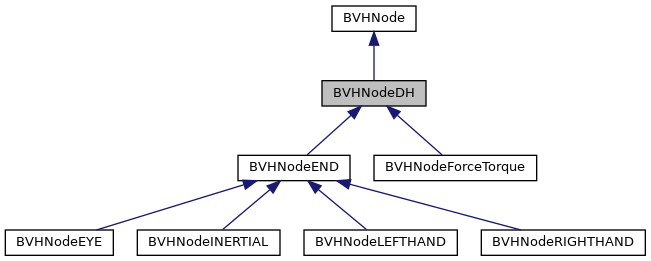 BVHNode
BVHNodeDH
BVHNodeEND
BVHNodeForceTorque
BVHNodeEYE
BVHNodeINERTIAL
BVHNodeLEFTHAND
BVHNodeRIGHTHAND